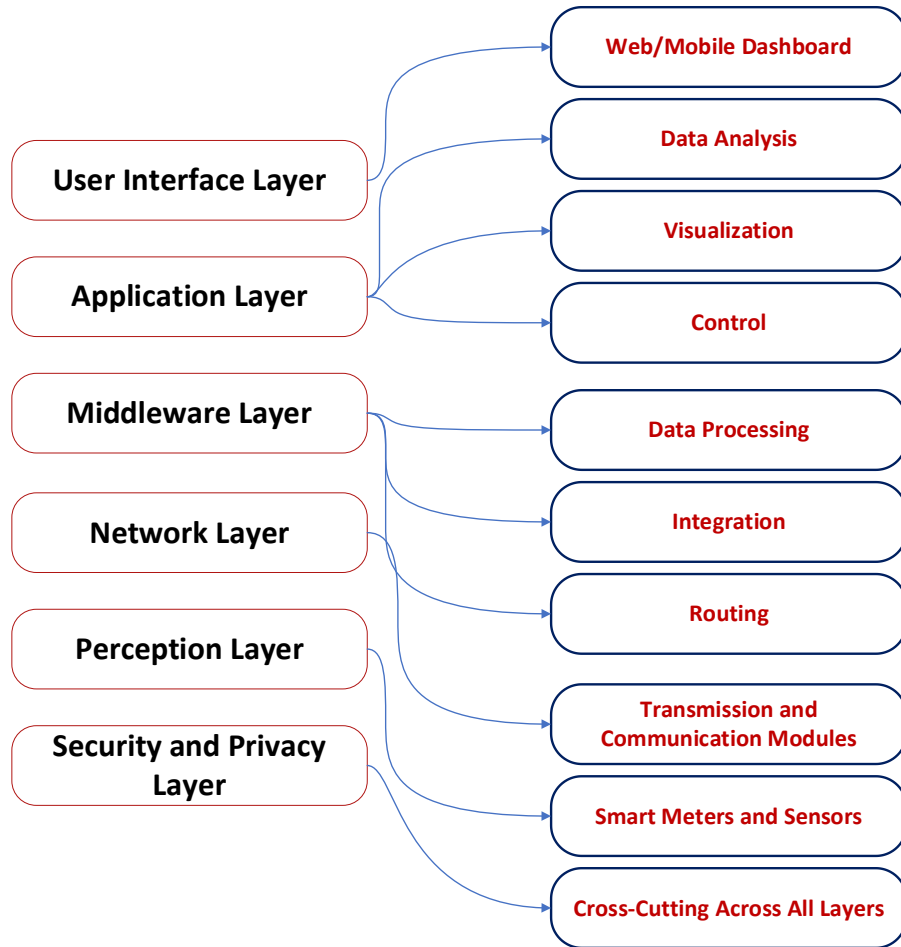 User Interface Layer
Application Layer
Middleware Layer
Network Layer
Perception Layer
Security and Privacy
Layer
Web/Mobile Dashboard
Data Analysis
Visualization
Control
Data Processing
Integration
Routing
Transmission and
Communication Modules
Smart Meters and Sensors
Cross-Cutting Across All Layers